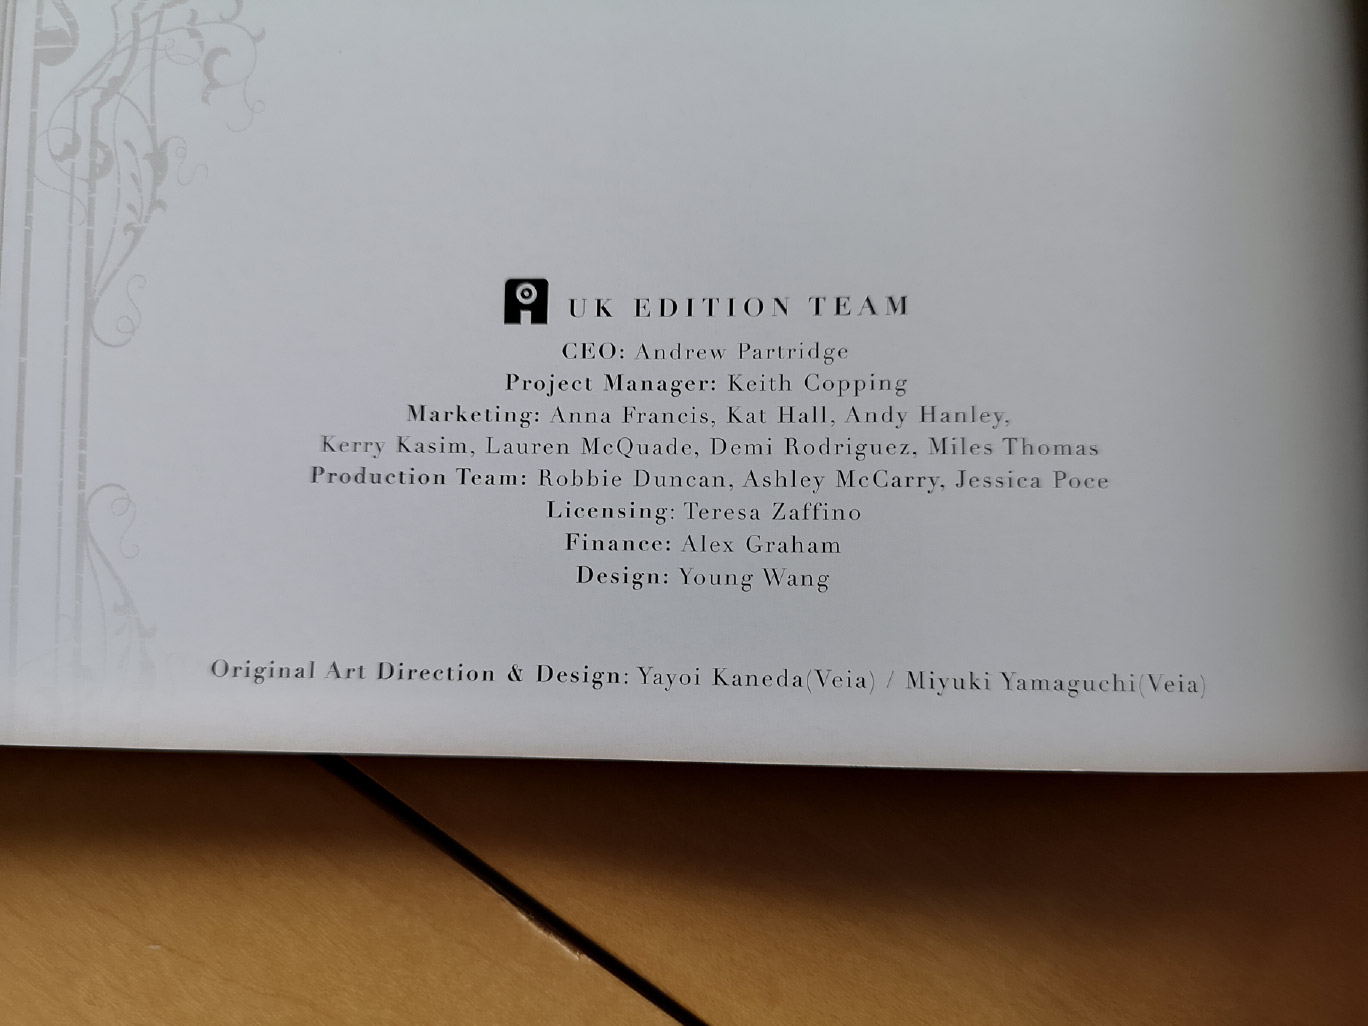 UK EDITION TEAM
CEO: Andrew Partridge
Project Manager: Keith Copping
Marketing: Anna Francis, Kat Hall, Andy Hanley,
Kerry Kasim, Lauren McQuade, Demi Rodriguez, Miles Thomas
Production Team: Robbie Duncan, Ashley McCarry, Jessica Poce
Licensing: Teresa Zaffino
Finance: Alex Graham
Design: Young Wang
Original Art Direction & Design: Yayoi Kaneda(Veia) / Miyuki Yamaguchi(Veia)